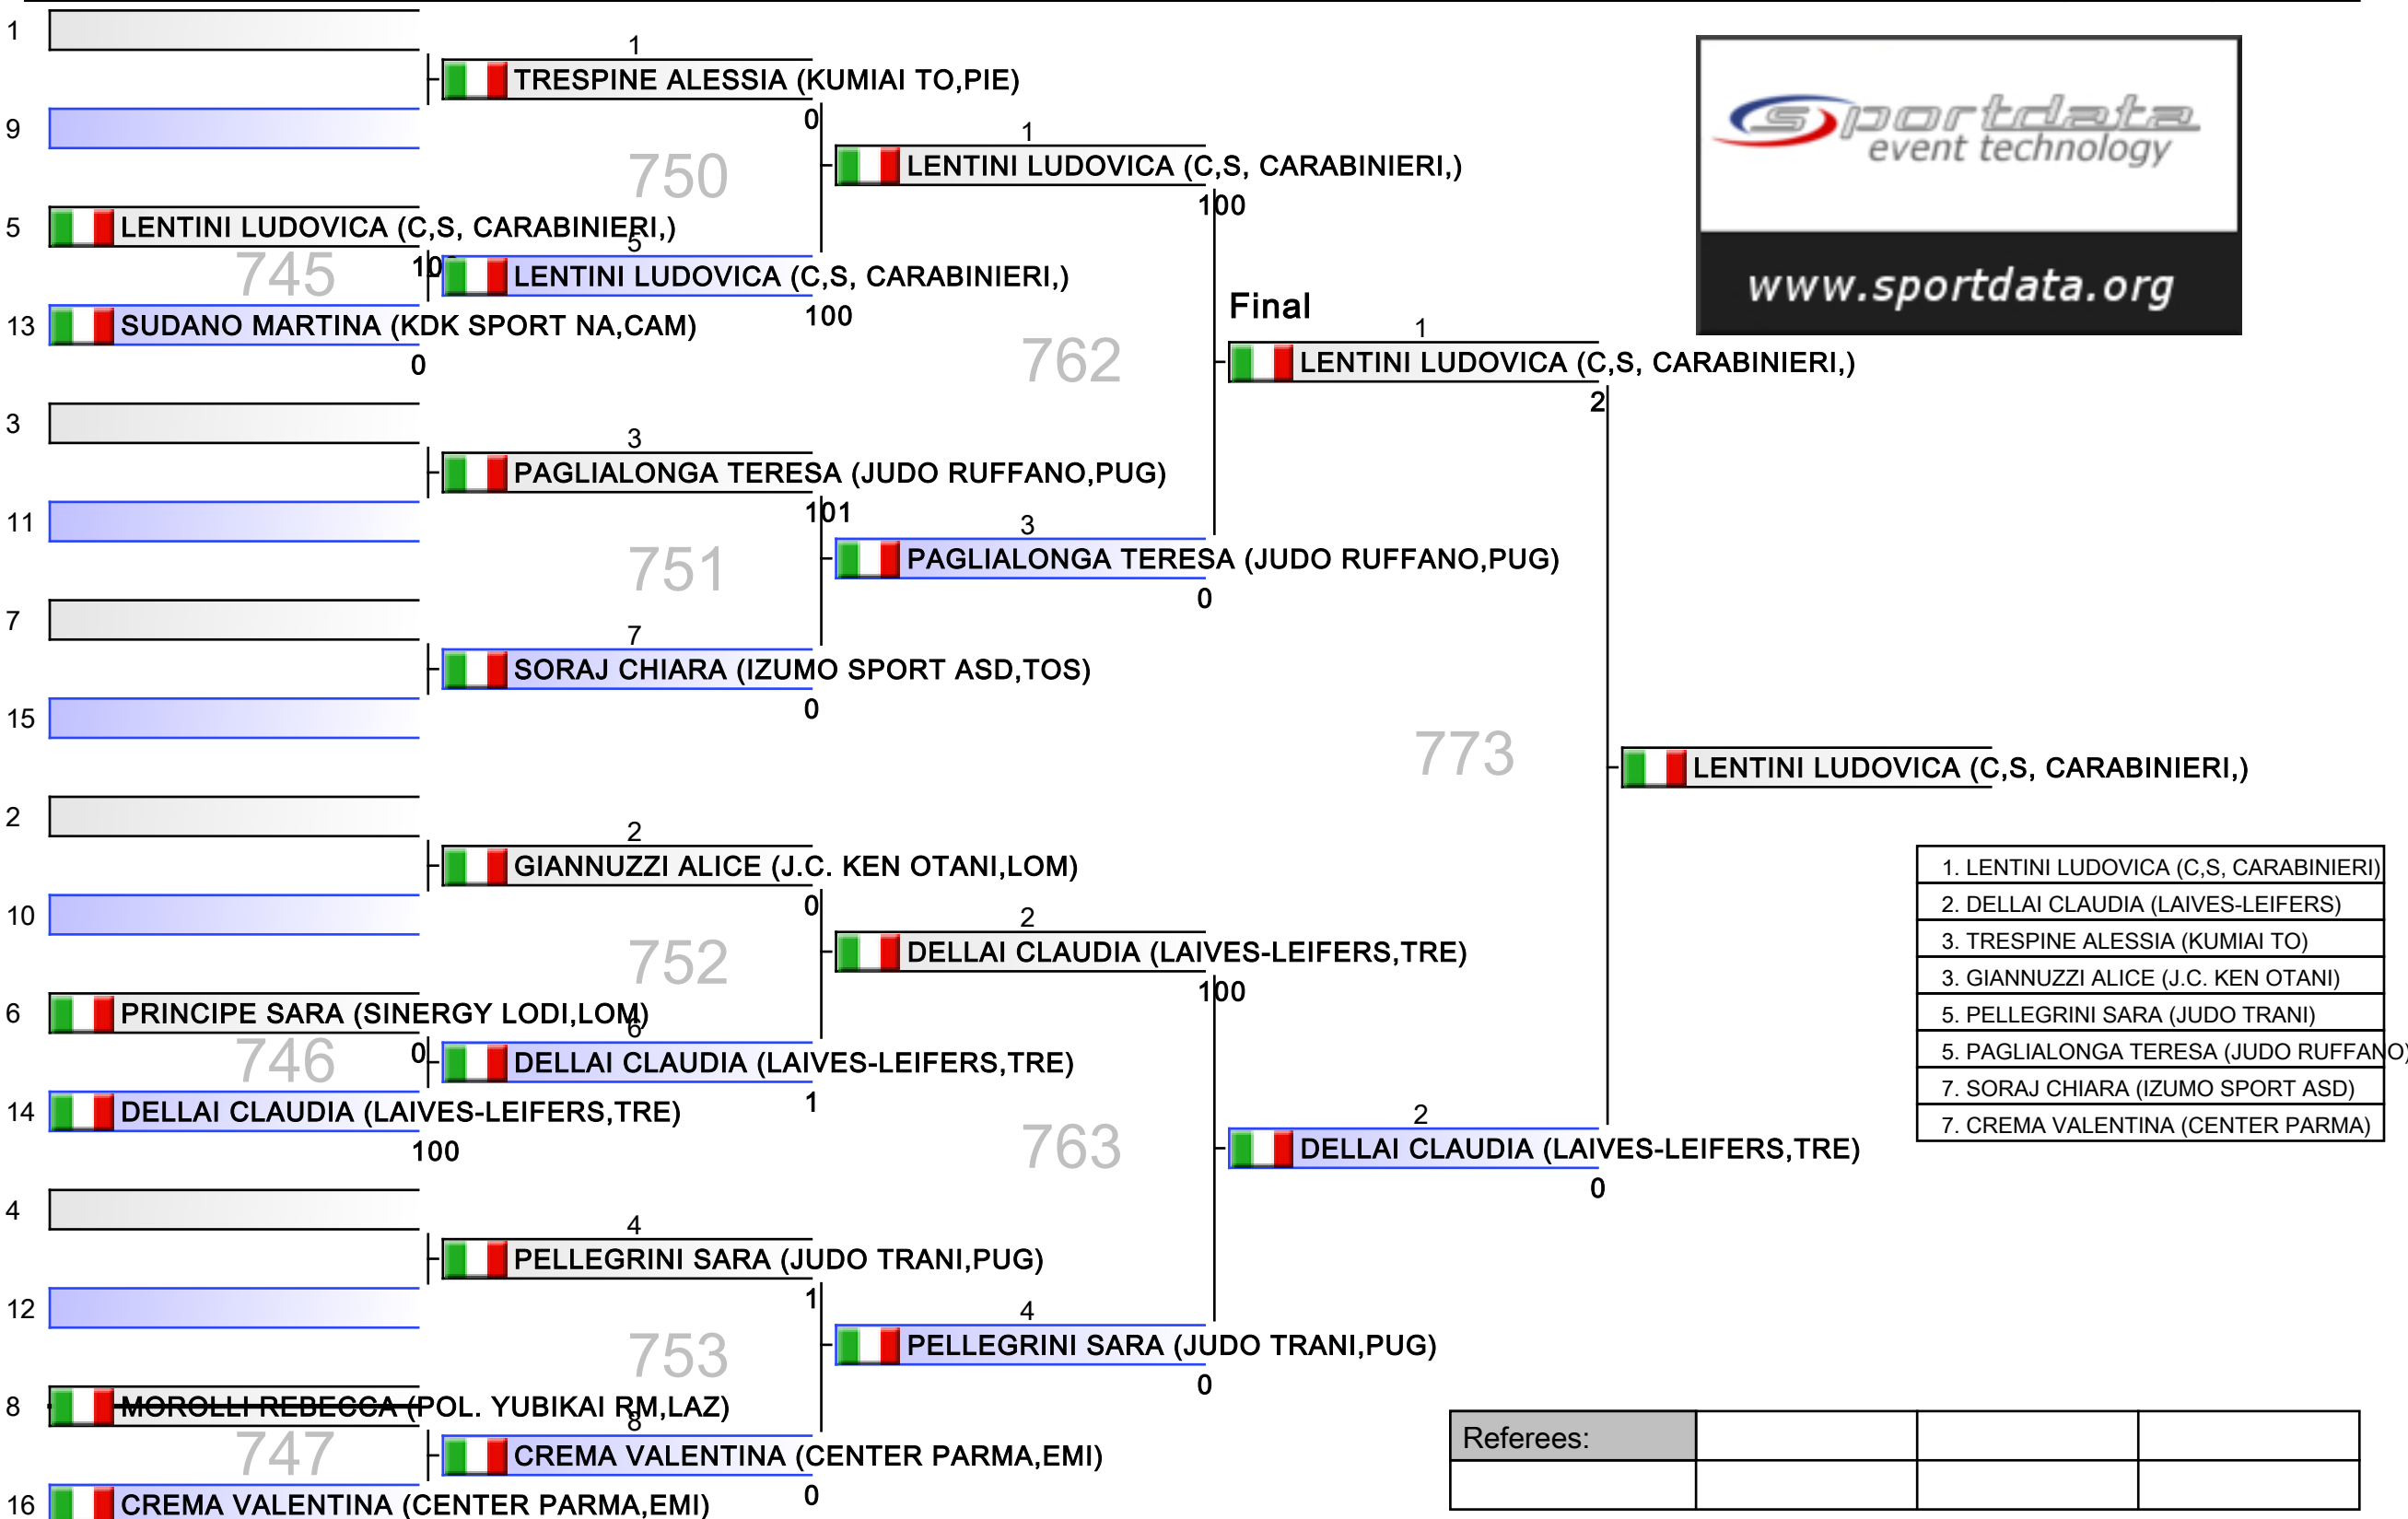 1
1
TRESPINE ALESSIA (KUMIAI TO,PIE)
0
9
750
1
LENTINI LUDOVICA (C,S, CARABINIERI,)
100
5
LENTINI LUDOVICA (C,S, CARABINIERI,)
745
100
5
LENTINI LUDOVICA (C,S, CARABINIERI,)
100
13
SUDANO MARTINA (KDK SPORT NA,CAM)
0
sportdata
event technology
www.sportdata.org
Final
762
1
LENTINI LUDOVICA (C,S, CARABINIERI,)
2
3
3
PAGLIALONGA TERESA (JUDO RUFFANO,PUG)
101
11
751
3
PAGLIALONGA TERESA (JUDO RUFFANO,PUG)
0
7
7
SORAJ CHIARA (IZUMO SPORT ASD,TOS)
0
15
773
LENTINI LUDOVICA (C,S, CARABINIERI,)
2
2
GIANNUZZI ALICE (J.C. KEN OTANI,LOM)
0
10
752
2
DELLAI CLAUDIA (LAIVES-LEIFERS,TRE)
100
6
PRINCIPE SARA (SINERGY LODI,LOM)
746
0
6
DELLAI CLAUDIA (LAIVES-LEIFERS,TRE)
1
14
DELLAI CLAUDIA (LAIVES-LEIFERS,TRE)
100
763
2
DELLAI CLAUDIA (LAIVES-LEIFERS,TRE)
0
1. LENTINI LUDOVICA (C,S, CARABINIERI)
2. DELLAI CLAUDIA (LAIVES-LEIFERS)
3. TRESPINE ALESSIA (KUMIAI TO)
3. GIANNUZZI ALICE (J.C. KEN OTANI)
5. PELLEGRINI SARA (JUDO TRANI)
5. PAGLIALONGA TERESA (JUDO RUFFANO)
7. SORAJ CHIARA (IZUMO SPORT ASD)
7. CREMA VALENTINA (CENTER PARMA)
4
4
PELLEGRINI SARA (JUDO TRANI,PUG)
1
12
753
4
PELLEGRINI SARA (JUDO TRANI,PUG)
0
8
MOROLLI REBECCA (POL. YUBIKAI RM,LAZ)
747
8
CREMA VALENTINA (CENTER PARMA,EMI)
0
16
CREMA VALENTINA (CENTER PARMA,EMI)
Referees: